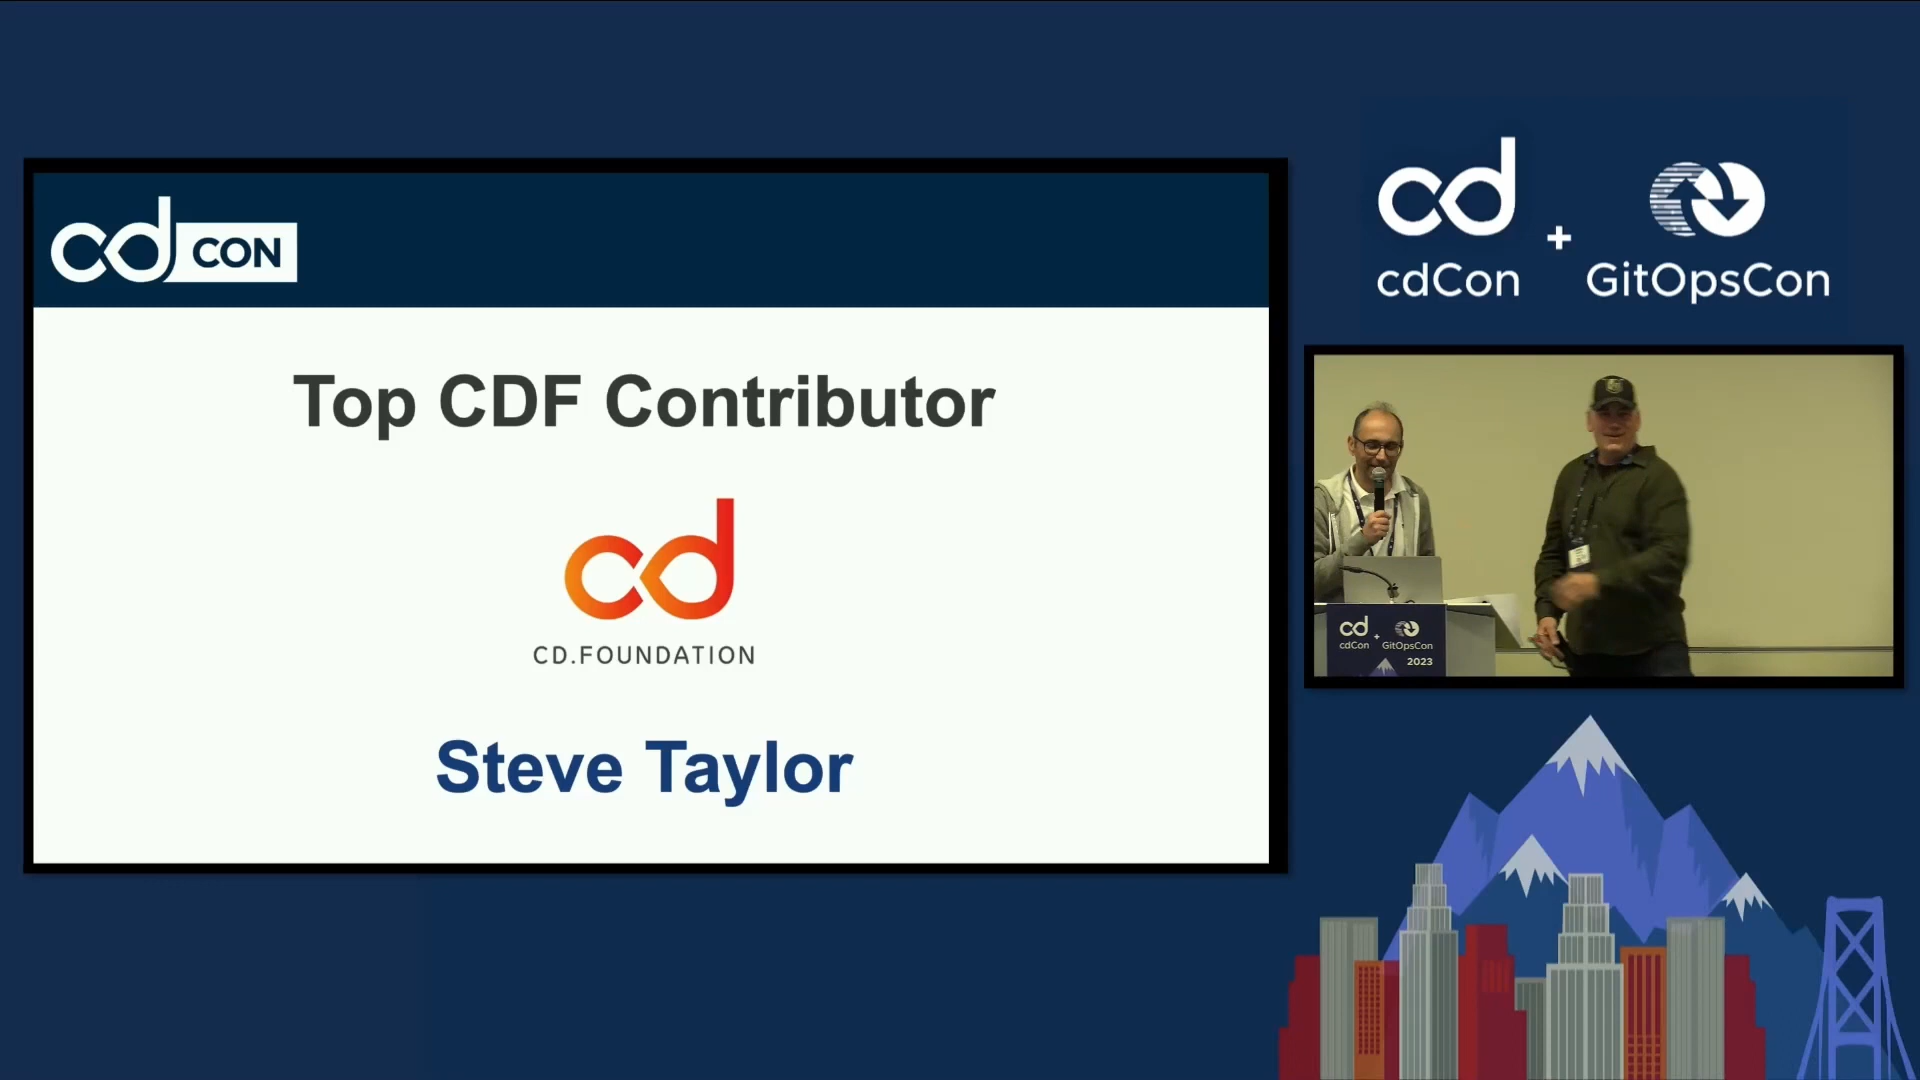 cd CON
Top CDF Contributor
cd
CD.FOUNDATION
Steve Taylor
cd
+
cdCon GitOpsCon
cd
+
cdCon GitOpsCon
2023